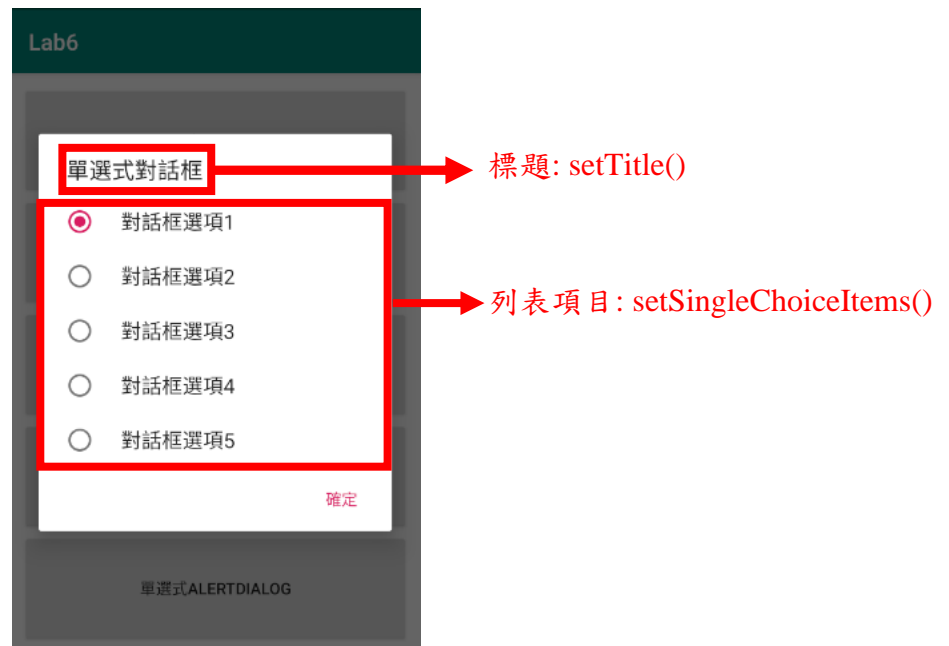 Lab6
單選式對話框
標題: setTitle()
對話框選項1
對話框選項2
列表項目: setSingleChoiceItems()
對話框選項3
對話框選項4
對話框選項5
確定
單選式ALERTDIALOG